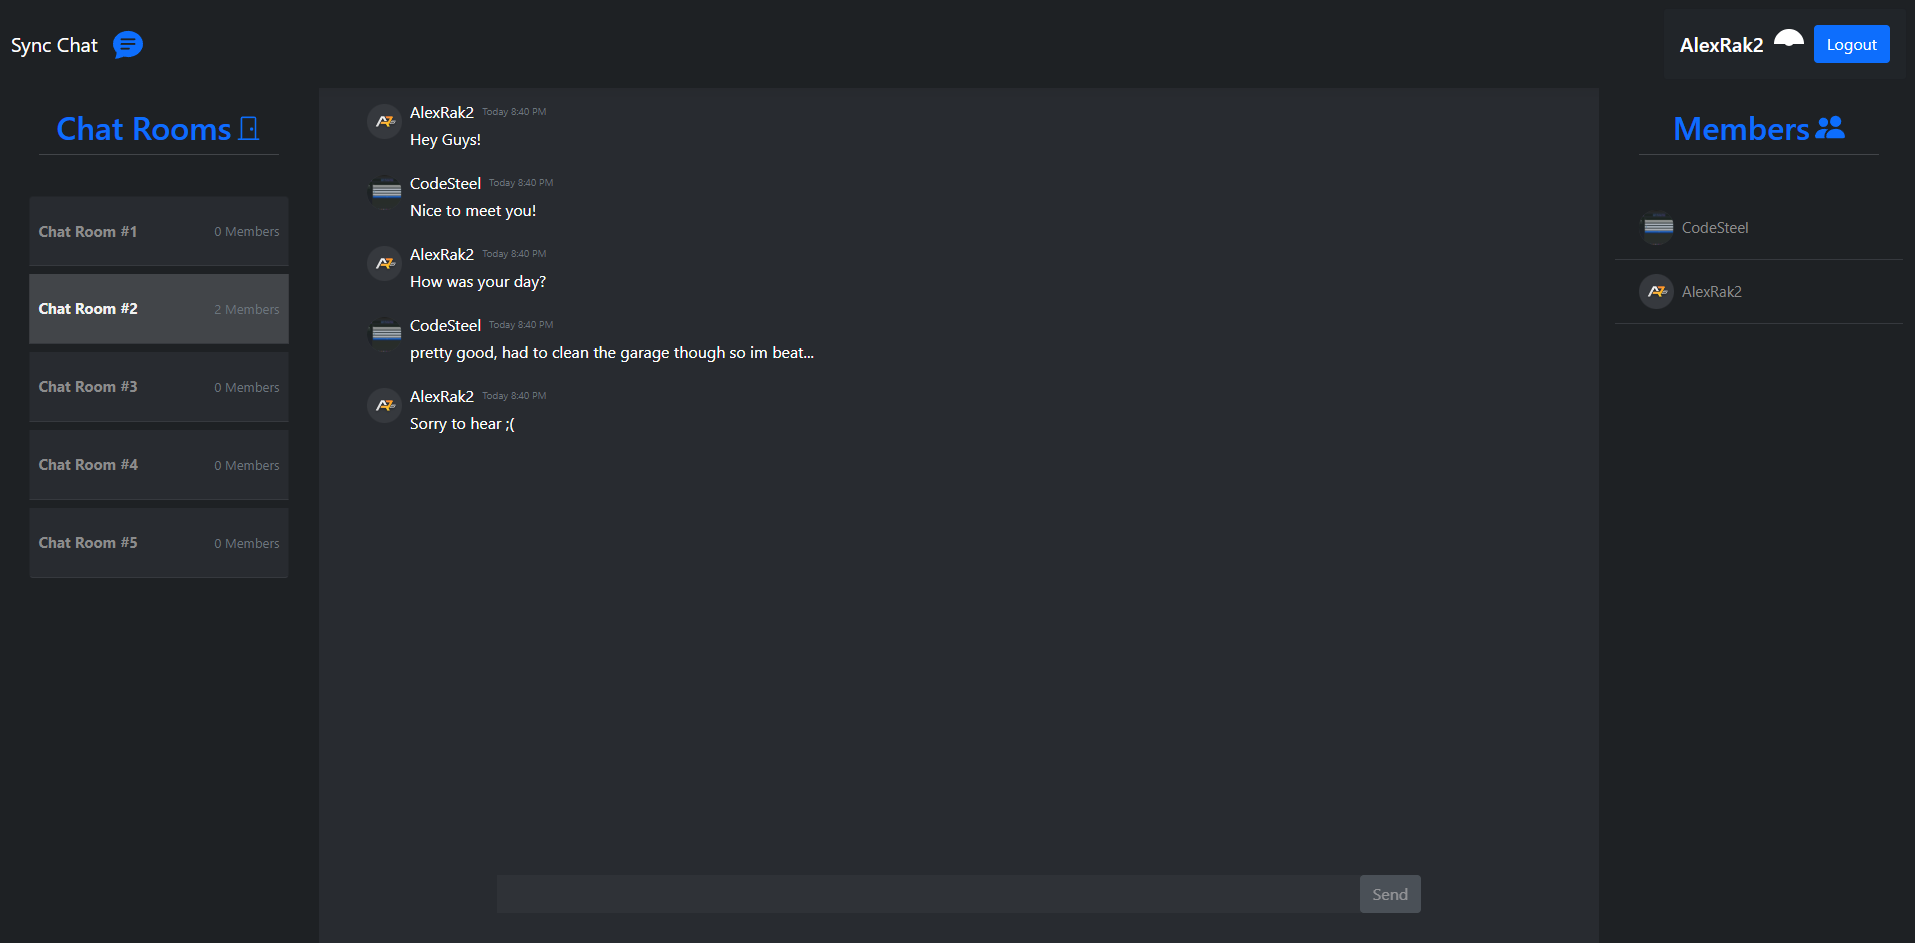 Sync Chat
AlexRak2
Logout
Chat Rooms
Chat Room #1 0 Members
Chat Room #2 2 Members
Chat Room #3 0 Members
Chat Room #4 0 Members
Chat Room #5 0 Members
AlexRak2 Today 8:40 PM
Hey Guys!
CodeSteel Today 8:40 PM
Nice to meet you!
AlexRak2 Today 8:40 PM
How was your day?
CodeSteel Today 8:40 PM
pretty good, had to clean the garage though so im beat...
AlexRak2 Today 8:40 PM
Sorry to hear ;(
Send
Members
CodeSteel
AlexRak2